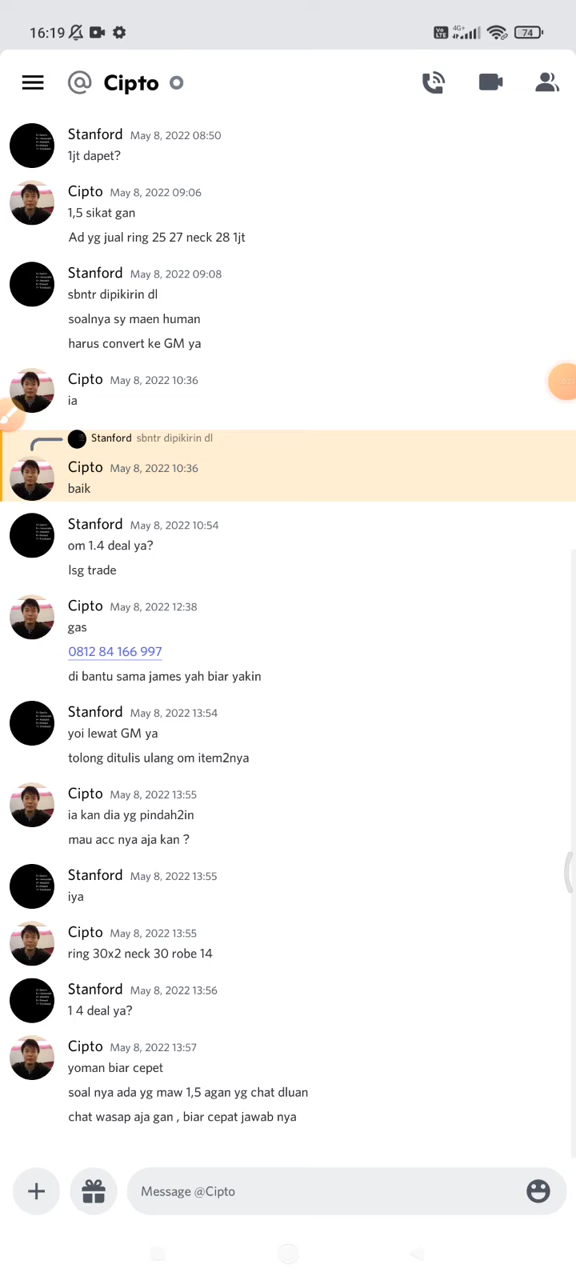 16:19
4G+
Vo LTE
74
@ Cipto
Stanford May 8, 2022 08:50
1jt dapet?
Cipto May 8, 2022 09:06
1,5 sikat gan
Ad yg jual ring 25 27 neck 28 1jt
Stanford May 8, 2022 09:08
sbntr dipikirin dl
soalnya sy maen human
harus convert ke GM ya
Cipto May 8, 2022 10:36
ia
Stanford sbntr dipikirin dl
Cipto May 8, 2022 10:36
baik
Stanford May 8, 2022 10:54
om 1.4 deal ya?
lsg trade
Cipto May 8, 2022 12:38
gas
0812 84 166 997
di bantu sama james yah biar yakin
Stanford May 8, 2022 13:54
yoi lewat GM ya
tolong ditulis ulang om item2nya
Cipto May 8, 2022 13:55
ia kan dia yg pindah2in
mau acc nya aja kan ?
Stanford May 8, 2022 13:55
iya
Cipto May 8, 2022 13:55
ring 30x2 neck 30 robe 14
Stanford May 8, 2022 13:56
1 4 deal ya?
Cipto May 8, 2022 13:57
yoman biar cepet
soal nya ada yg maw 1,5 agan yg chat dluan
chat wasap aja gan , biar cepat jawab nya
Message @Cipto